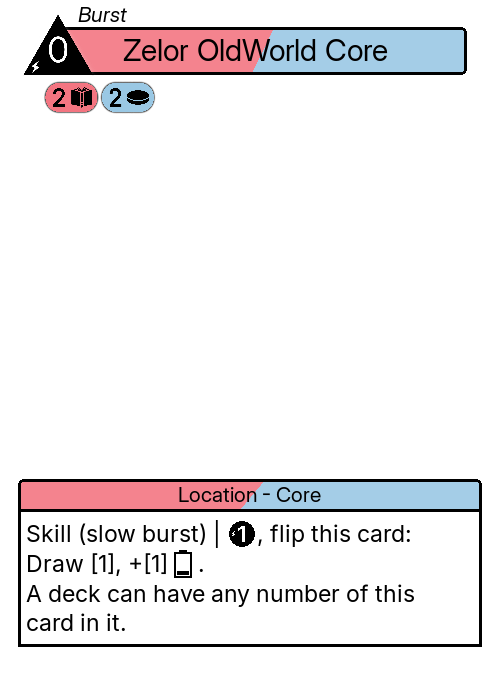 Burst
0
Zelor OldWorld Core
2 2
Location - Core
Skill (slow burst) | 1, flip this card:
Draw [1], +[1] .
A deck can have any number of this
card in it.